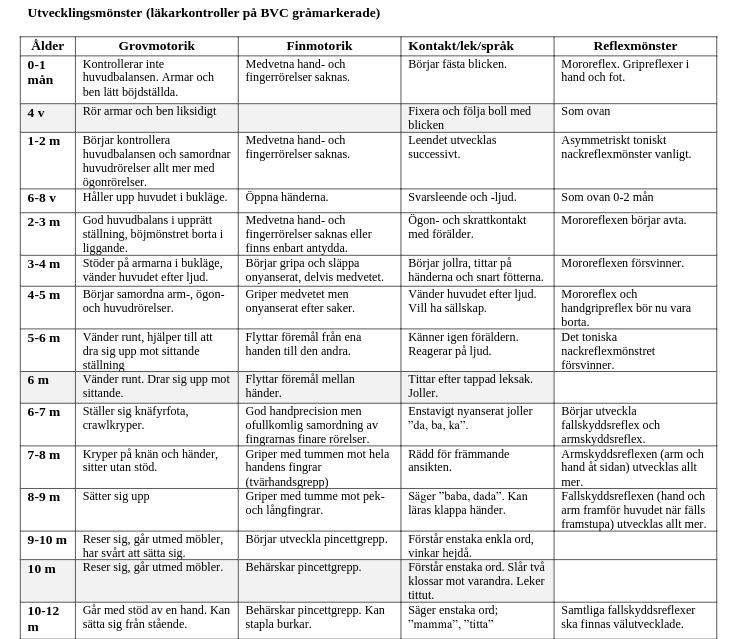 Utvecklingsmönster (läkarkontroller på BVC gråmarkerade)
Ålder Grovmotorik Finmotorik Kontakt/lek/språk Reflexmönster
0-1 mån
Kontrollerar inte
huvudbalansen. Armar och
ben lätt böjdställda.
Medvetna hand- och
fingerrörelser saknas.
Börjar fästa blicken.
Mororeflex. Gripreflexer i
hand och fot.
4 v
Rör armar och ben liksidigt
Fixera och följa boll med
blicken
Som ovan
1-2 m
Börjar kontrollera
huvudbalansen och samordnar
huvudrörelser allt mer med
ögonrörelser.
Medvetna hand- och
fingerrörelser saknas.
Leendet utvecklas
successivt.
Asymmetriskt toniskt
nackreflexmönster vanligt.
6-8 v
Håller upp huvudet i bukläge.
Öppna händerna.
Svarsleende och -ljud.
Som ovan 0-2 mån
2-3 m
God huvudbalans i upprätt
ställning, böjmönstret borta i
liggande.
Medvetna hand- och
fingerrörelser saknas eller
finns enbart antydda.
Ögon- och skrattkontakt
med förälder.
Mororeflexen börjar avta.
3-4 m
Stöder på armarna i bukläge,
vänder huvudet efter ljud.
Börjar gripa och släppa
onyanserat, delvis medvetet.
Börjar jollra, tittar på
händerna och snart fötterna.
Mororeflexen försvinner.
4-5 m
Börjar samordna arm-, ögon-
och huvudrörelser.
Griper medvetet men
onyanserat efter saker.
Vänder huvudet efter ljud.
Vill ha sällskap.
Mororeflex och
handgripreflex bör nu vara
borta.
5-6 m
Vänder runt, hjälper till att
dra sig upp mot sittande
ställning
Flyttar föremål från ena
handen till den andra.
Känner igen föräldern.
Reagerar på ljud.
Det toniska
nackreflexmönstret
försvinner.
6 m
Vänder runt. Drar sig upp mot
sittande.
Flyttar föremål mellan
händer.
Tittar efter tappad leksak.
Joller.
6-7 m
Ställer sig knäfyrfota,
crawlkryper.
God handprecision men
ofullkomlig samordning av
fingrarnas finare rörelser.
Enstavigt nyanserat joller
”da, ba, ka”.
Börjar utveckla
fallskyddsreflex och
armskyddsreflex.
7-8 m
Kryper på knän och händer,
sitter utan stöd.
Griper med tummen mot hela
handens fingrar
(tvärhandsgrepp)
Rädd för främmande
ansikten.
Armskyddsreflexen (arm och
hand åt sidan) utvecklas allt
mer.
8-9 m
Sätter sig upp
Griper med tumme mot pek-
och långfingrar.
Säger ”baba, dada”. Kan
läras klappa händer.
Fallskyddsreflexen (hand och
arm framför huvudet när fälls
framstupa) utvecklas allt mer.
9-10 m
Reser sig, går utmed möbler,
har svårt att sätta sig.
Börjar utveckla pincettgrepp.
Förstår enstaka enkla ord,
vinkar hejdå.
10 m
Reser sig, går utmed möbler.
Behärskar pincettgrepp.
Förstår enstaka ord. Slår två
klossar mot varandra. Leker
tittut.
10-12
m
Går med stöd av en hand. Kan
sätta sig från stående.
Behärskar pincettgrepp. Kan
stapla burkar.
Säger enstaka ord;
”mamma”, ”titta”
Samtliga fallskyddsreflexer
ska finnas välutvecklade.